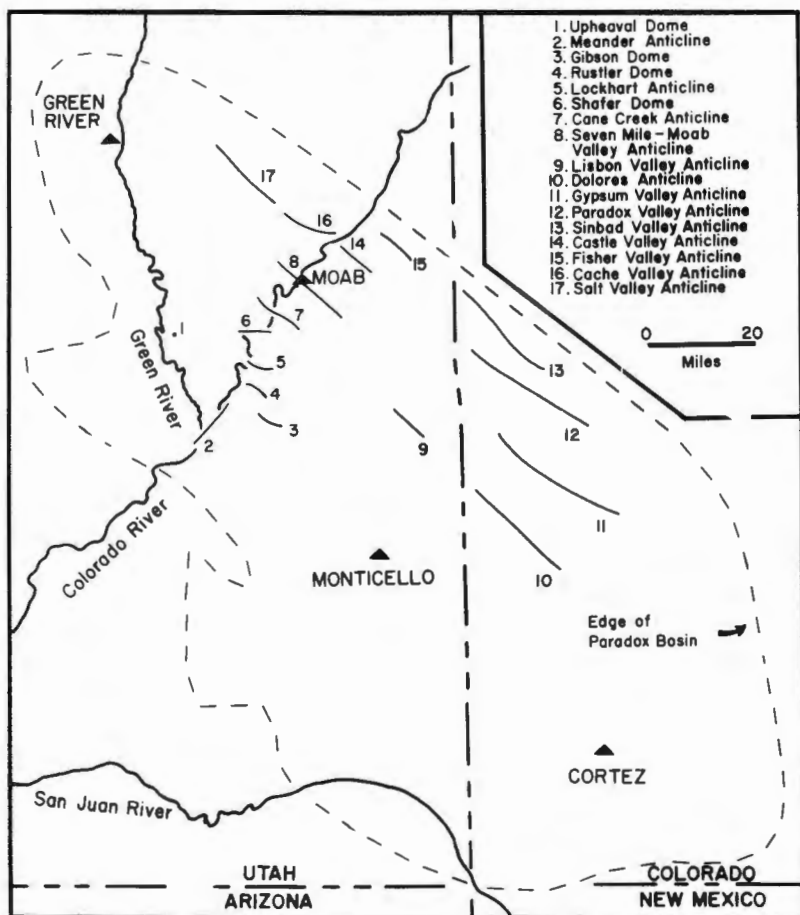 1. Upheaval Dome
2. Meander Anticline
3. Gibson Dome
4. Rustler Dome
5. Lockhart Anticline
6. Shafer Dome
7. Cane Creek Anticline
8. Seven Mile-Moab
Valley Anticline
9. Lisbon Valley Anticline
10. Dolores Anticline
11. Gypsum Valley Anticline
12. Paradox Valley Anticline
13. Sinbad Valley Anticline
14. Castle Valley Anticline
15. Fisher Valley Anticline
16. Cache Valley Anticline
17. Salt Valley Anticline
0 20
Miles
GREEN
RIVER
17
16
14
15
8
MOAB
7
6
1
Green River
5
4
3
2
13
12
9
11
10
Colorado River
MONTICELLO
Edge of
Paradox Basin
CORTEZ
San Juan River
UTAH
ARIZONA
COLORADO
NEW MEXICO